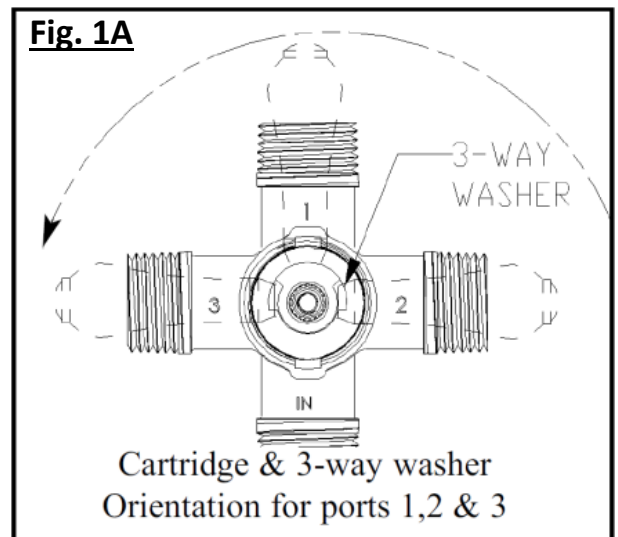 Fig. 1A
3-WAY
WASHER
1
3
2
IN
Cartridge & 3-way washer
Orientation for ports 1,2 & 3